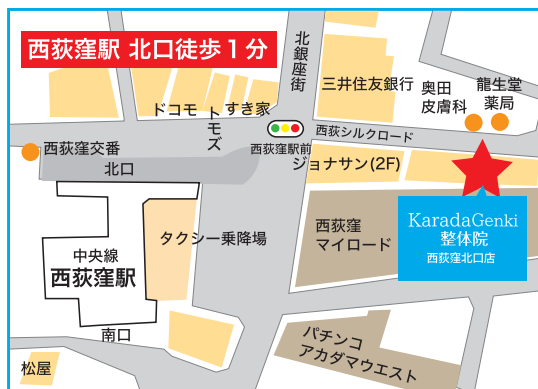 西荻窪駅 北口徒歩1分
北銀座街
三井住友銀行
奥田
皮膚科
龍生堂
薬局
ドコモ
トモズ
すき家
西荻シルクロード
西荻窪交番
北口
西荻窪駅前
ジョナサン(2F)
西荻窪
マイロード
KaradaGenki
整体院
西荻窪北口店
タクシー乗降場
中央線
西荻窪駅
南口
松屋
パチンコ
アカダマウエスト